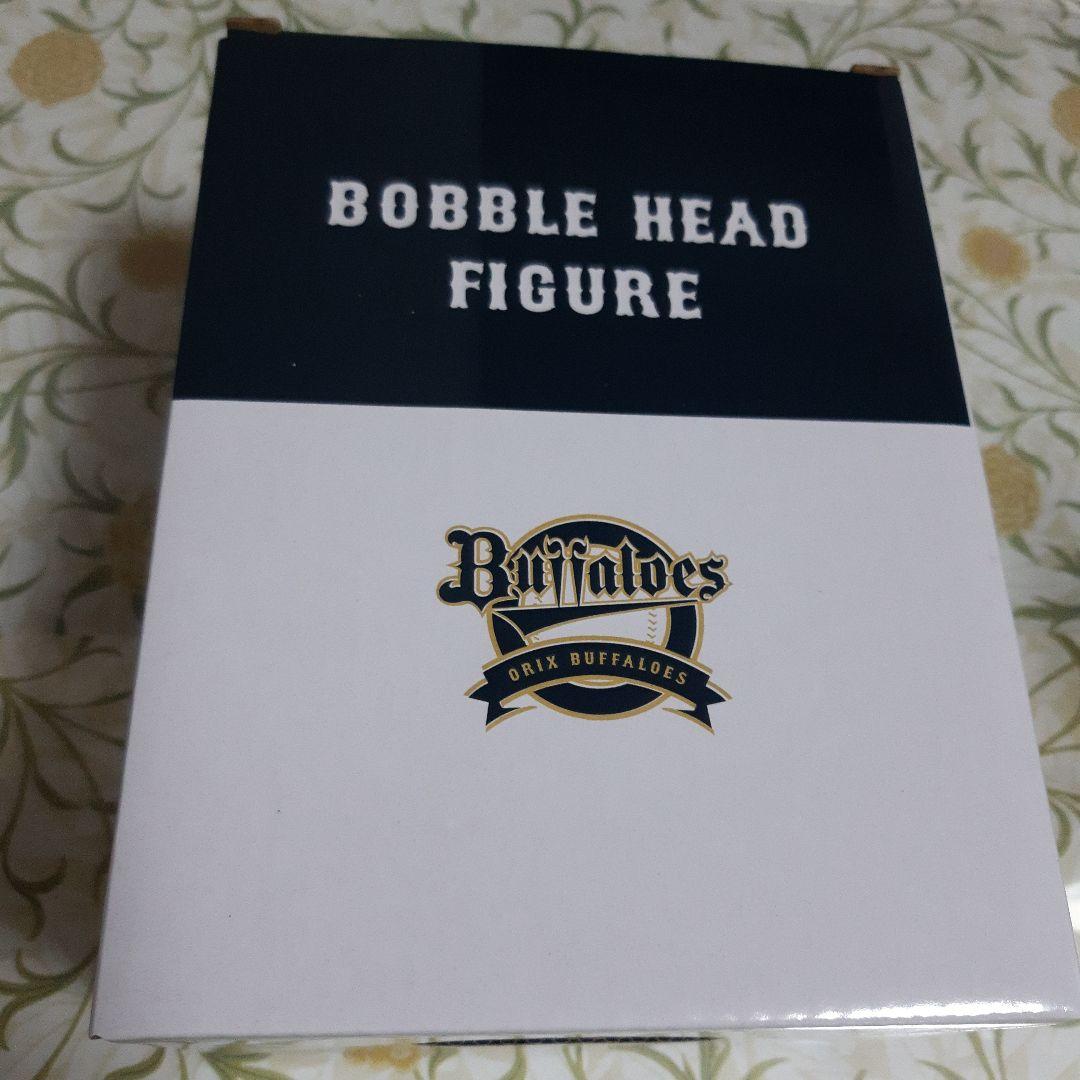 BOBBLE HEAD
FIGURE
Buffaloes
ORIX BUFFALOES